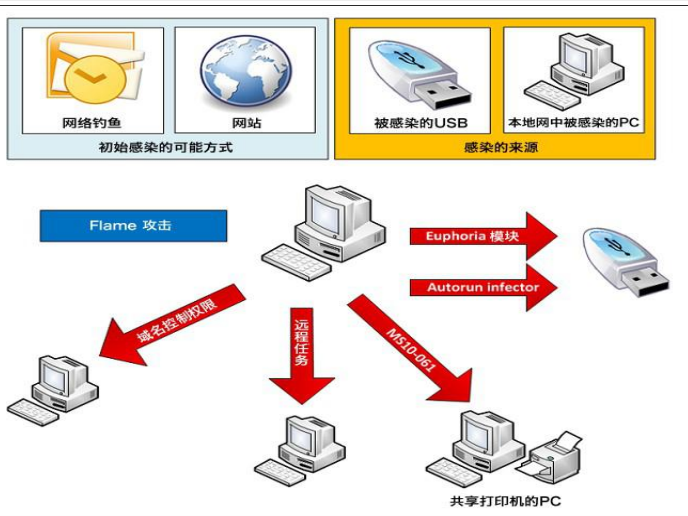 网络钓鱼
网站
初始感染的可能方式
被感染的USB
本地网中被感染的PC
感染的来源
Flame 攻击
Euphoria 模块
Autorun infector
域名控制权限
远程任务
MS10-061
共享打印机的PC